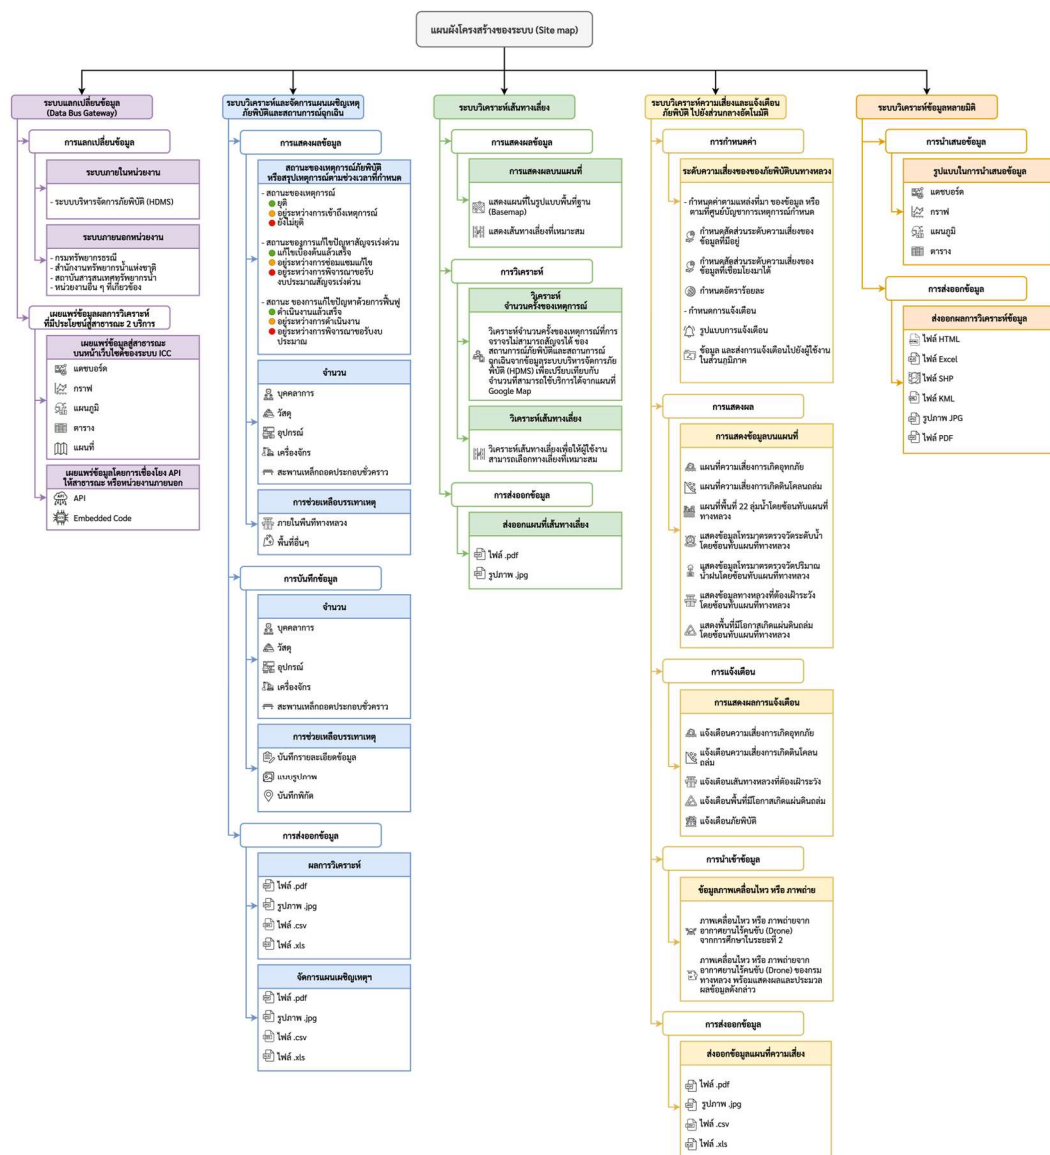 แผนผังโครงสร้างของระบบ (Site map)
ระบบแลกเปลี่ยนข้อมูล
(Data Bus Gateway)
การแลกเปลี่ยนข้อมูล
ระบบภายในหน่วยงาน
- ระบบบริหารจัดการภัยพิบัติ (HDMS)
ระบบภายนอกหน่วยงาน
- กรมทรัพยากรธรณี
- สำนักงานทรัพยากรน้ำแห่งชาติ
- สถาบันสารสนเทศทรัพยากรน้ำ
- หน่วยงานอื่น ๆ ที่เกี่ยวข้อง
เผยแพร่ข้อมูลผลการวิเคราะห์
ที่มีประโยชน์สู่สาธารณะ 2 บริการ
เผยแพร่ข้อมูลสู่สาธารณะ
บนหน้าเว็บไซต์ของระบบ ICC
แดชบอร์ด
กราฟ
แผนภูมิ
ตาราง
แผนที่
เผยแพร่ข้อมูลโดยการเชื่อมโยง API
ให้สาธารณะ หรือหน่วยงานภายนอก
API
Embedded Code
ระบบวิเคราะห์และจัดการแผนเผชิญเหตุ
ภัยพิบัติและสถานการณ์ฉุกเฉิน
การแสดงผลข้อมูล
สถานะของเหตุการณ์ภัยพิบัติ
หรือสรุปเหตุการณ์ตามช่วงเวลาที่กำหนด
- สถานะของเหตุการณ์
ยุติ
อยู่ระหว่างการเข้าถึงเหตุการณ์
ยังไม่ยุติ
- สถานะของการแก้ไขปัญหาสัญจรเร่งด่วน
แก้ไขเบื้องต้นแล้วเสร็จ
อยู่ระหว่างการซ่อมแซมแก้ไข
อยู่ระหว่างการพิจารณาขอรับ
งบประมาณสัญจรเร่งด่วน
- สถานะ ของการแก้ไขปัญหาด้วยการฟื้นฟู
ดำเนินงานแล้วเสร็จ
อยู่ระหว่างการดำเนินงาน
อยู่ระหว่างการพิจารณาขอรับงบ
ประมาณ
จำนวน
บุคคลาการ
วัสดุ
อุปกรณ์
เครื่องจักร
สะพานเหล็กถอดประกอบชั่วคราว
การช่วยเหลือบรรเทาเหตุ
ภายในพื้นที่ทางหลวง
พื้นที่อื่นๆ
การบันทึกข้อมูล
จำนวน
บุคคลาการ
วัสดุ
อุปกรณ์
เครื่องจักร
สะพานเหล็กถอดประกอบชั่วคราว
การช่วยเหลือบรรเทาเหตุ
บันทึกรายละเอียดข้อมูล
แนบรูปภาพ
บันทึกพิกัด
การส่งออกข้อมูล
ผลการวิเคราะห์
ไฟล์ .pdf
รูปภาพ .jpg
ไฟล์ .csv
ไฟล์ .xls
จัดการแผนเผชิญเหตุฯ
ไฟล์ .pdf
รูปภาพ .jpg
ไฟล์ .csv
ไฟล์ .xls
ระบบวิเคราะห์เส้นทางเลี่ยง
การแสดงผลข้อมูล
การแสดงผลบนแผนที่
แสดงแผนที่ในรูปแบบพื้นที่ฐาน
(Basemap)
แสดงเส้นทางเลี่ยงที่เหมาะสม
การวิเคราะห์
วิเคราะห์
จำนวนครั้งของเหตุการณ์
วิเคราะห์จำนวนครั้งของเหตุการณ์ที่การ
จราจรไม่สามารถสัญจรได้ ของ
สถานการณ์ภัยพิบัติและสถานการณ์
ฉุกเฉินจากข้อมูลระบบบริหารจัดการภัย
พิบัติ (HDMS) เพื่อเปรียบเทียบกับ
จำนวนที่สามารถใช้บริการได้จากแผนที่
Google Map
วิเคราะห์เส้นทางเลี่ยง
วิเคราะห์เส้นทางเลี่ยงเพื่อให้ผู้ใช้งาน
สามารถเลือกทางเลี่ยงที่เหมาะสม
การส่งออกข้อมูล
ส่งออกแผนที่เส้นทางเลี่ยง
ไฟล์ .pdf
รูปภาพ .jpg
ระบบวิเคราะห์ความเสี่ยงและแจ้งเตือน
ภัยพิบัติ ไปยังส่วนกลางอัตโนมัติ
การกำหนดค่า
ระดับความเสี่ยงของของภัยพิบัติบนทางหลวง
- กำหนดค่าตามแหล่งที่มา ของข้อมูล หรือ
ตามที่ศูนย์บัญชาการเหตุการณ์กำหนด
กำหนดสัดส่วนระดับความเสี่ยงของ
ข้อมูลที่มีอยู่
กำหนดสัดส่วนระดับความเสี่ยงของ
ข้อมูลที่เชื่อมโยงมาได้
กำหนดอัตราร้อยละ
- กำหนดการแจ้งเตือน
รูปแบบการแจ้งเตือน
ข้อมูล และส่งการแจ้งเตือนไปยังผู้ใช้งาน
ในส่วนภูมิภาค
การแสดงผล
การแสดงข้อมูลบนแผนที่
แผนที่ความเสี่ยงการเกิดอุทกภัย
แผนที่ความเสี่ยงการเกิดดินโคลนถล่ม
แผนที่พื้นที่ 22 ลุ่มน้ำโดยซ้อนทับแผนที่
ทางหลวง
แสดงข้อมูลโทรมาตรตรวจวัดระดับน้ำ
โดยซ้อนทับแผนที่ทางหลวง
แสดงข้อมูลโทรมาตรตรวจวัดปริมาณ
น้ำฝนโดยซ้อนทับแผนที่ทางหลวง
แสดงข้อมูลทางหลวงที่ต้องเฝ้าระวัง
โดยซ้อนทับแผนที่ทางหลวง
แสดงพื้นที่มีโอกาสเกิดแผ่นดินถล่ม
โดยซ้อนทับแผนที่ทางหลวง
การแจ้งเตือน
การแสดงผลการแจ้งเตือน
แจ้งเตือนความเสี่ยงการเกิดอุทกภัย
แจ้งเตือนความเสี่ยงการเกิดดินโคลน
ถล่ม
แจ้งเตือนเส้นทางหลวงที่ต้องเฝ้าระวัง
แจ้งเตือนพื้นที่มีโอกาสเกิดแผ่นดินถล่ม
แจ้งเตือนภัยพิบัติ
การนำเข้าข้อมูล
ข้อมูลภาพเคลื่อนไหว หรือ ภาพถ่าย
ภาพเคลื่อนไหว หรือ ภาพถ่ายจาก
อากาศยานไร้คนขับ (Drone)
จากการศึกษาในระยะที่ 2
ภาพเคลื่อนไหว หรือ ภาพถ่ายจาก
อากาศยานไร้คนขับ (Drone) ของกรม
ทางหลวง พร้อมแสดงผลและประมวล
ผลข้อมูลดังกล่าว
การส่งออกข้อมูล
ส่งออกข้อมูลแผนที่ความเสี่ยง
ไฟล์ .pdf
รูปภาพ .jpg
ไฟล์ .csv
ไฟล์ .xls
ระบบวิเคราะห์ข้อมูลหลายมิติ
การนำเสนอข้อมูล
รูปแบบในการนำเสนอข้อมูล
แดชบอร์ด
กราฟ
แผนภูมิ
ตาราง
การส่งออกข้อมูล
ส่งออกผลการวิเคราะห์ข้อมูล
ไฟล์ HTML
ไฟล์ Excel
ไฟล์ SHP
ไฟล์ KML
รูปภาพ JPG
ไฟล์ PDF